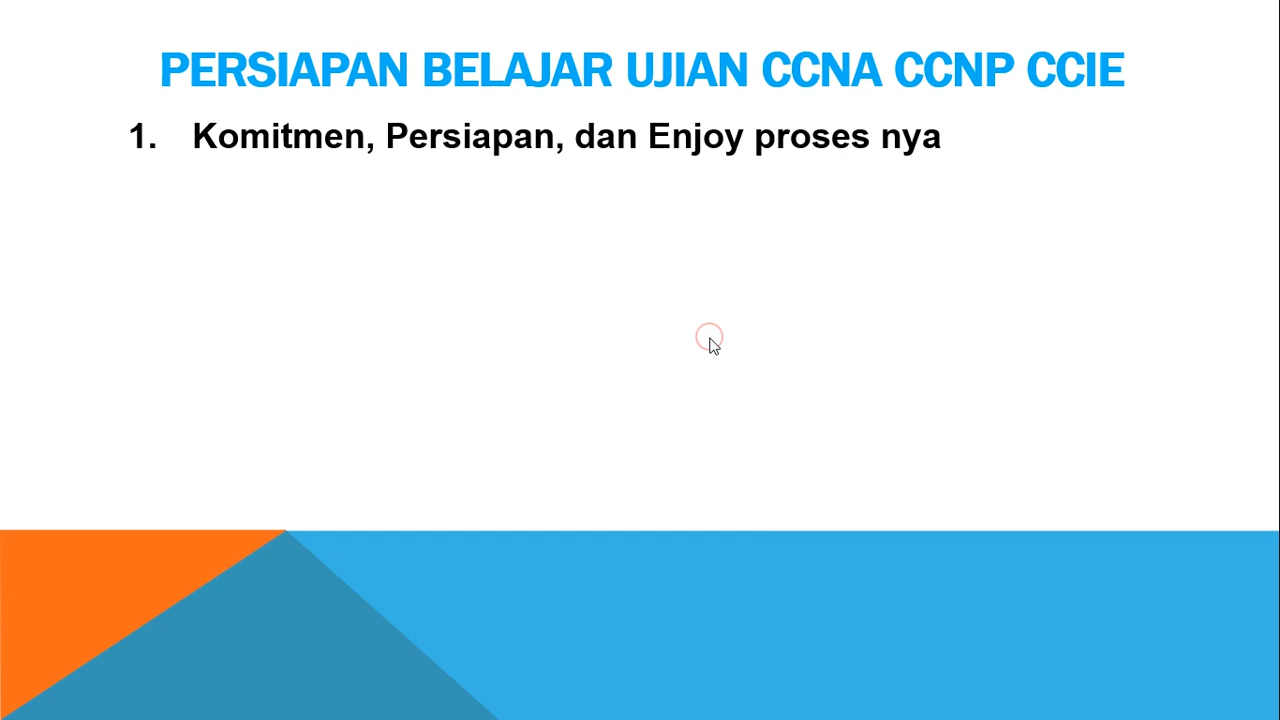 PERSIAPAN BELAJAR UJIAN CCNA CCNP CCIE
1. Komitmen, Persiapan, dan Enjoy proses nya